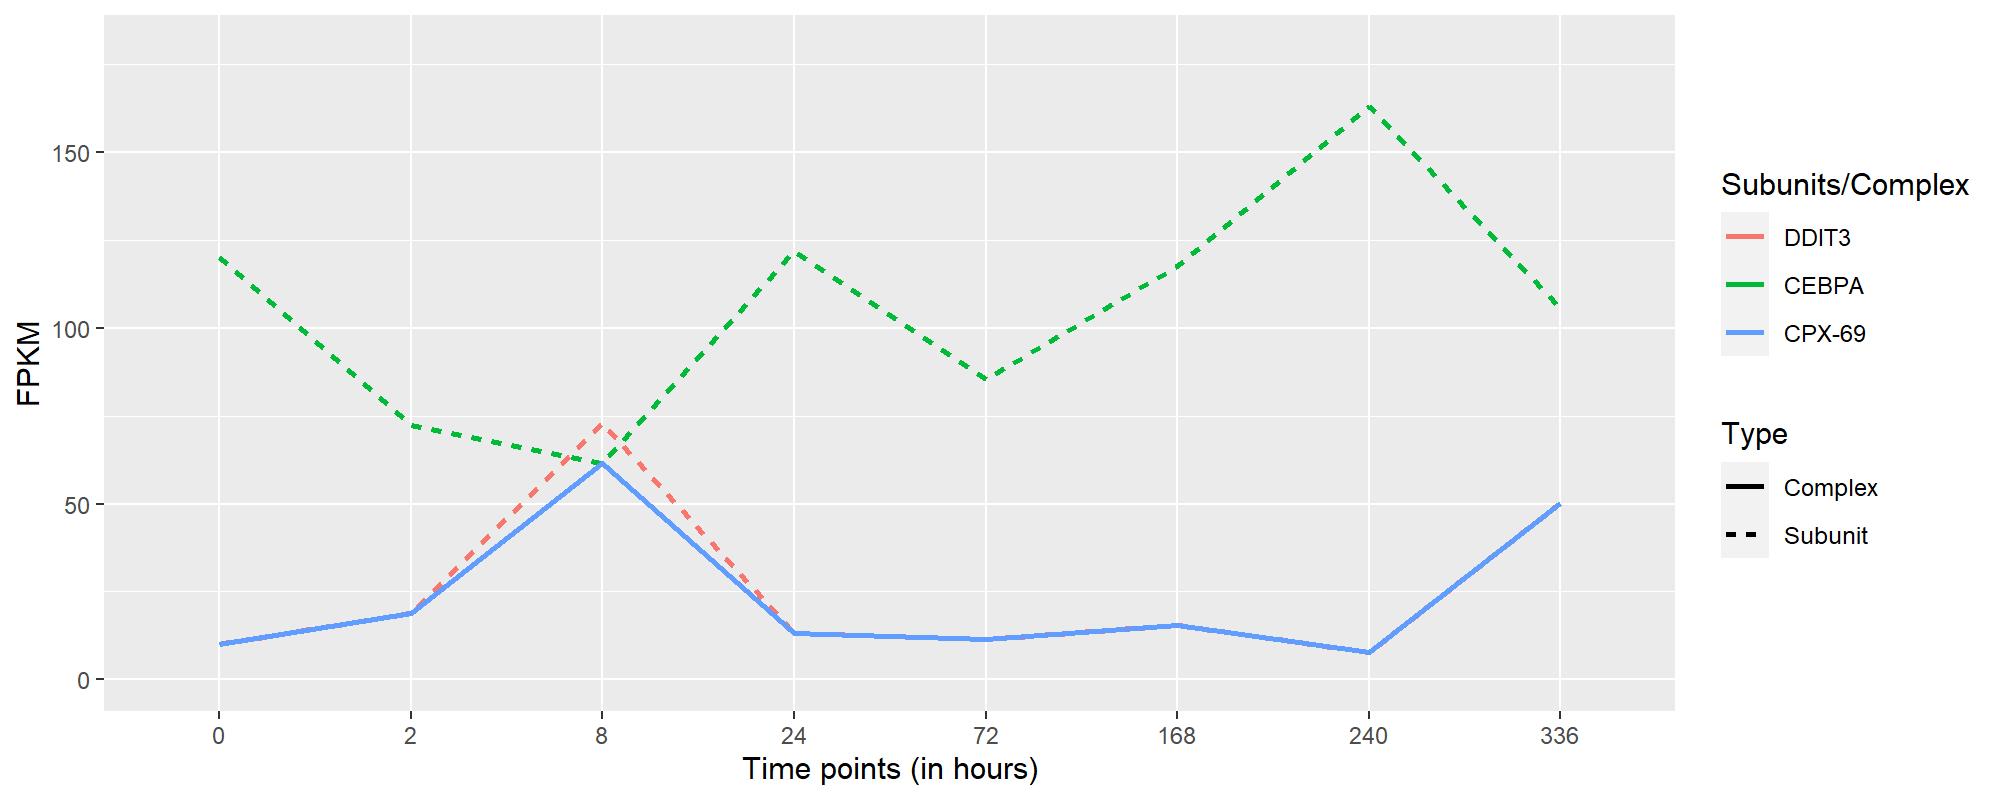 150
100
50
0
FPKM
0 2 8 24 72 168 240 336
Time points (in hours)
Subunits/Complex
DDIT3
CEBPA
CPX-69
Type
Complex
Subunit